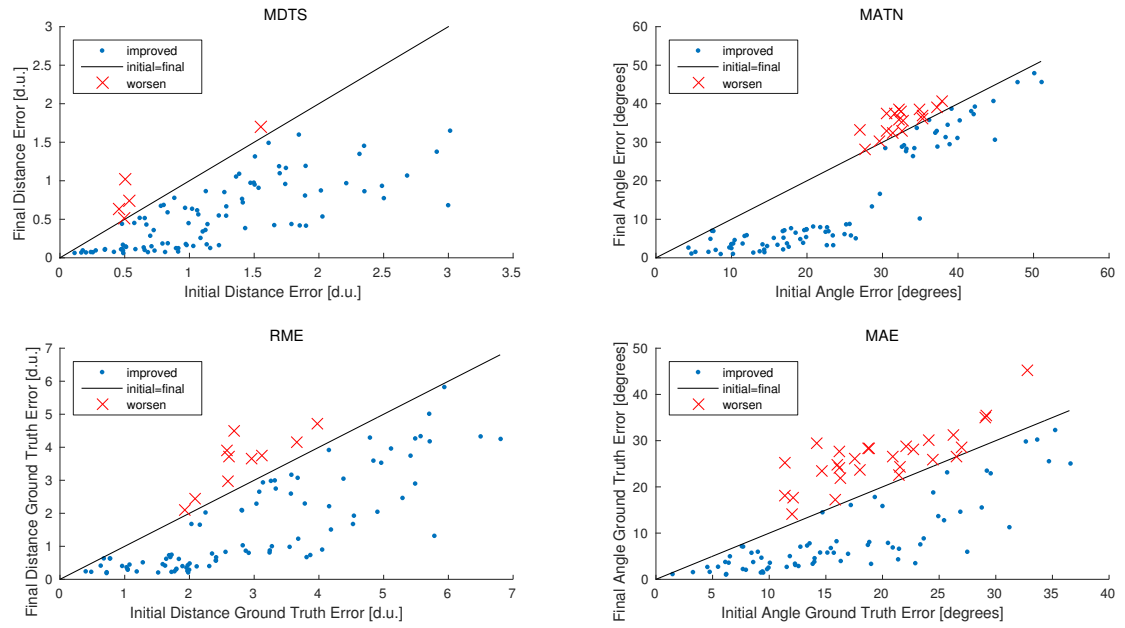 MDTS
Final Distance Error [d.u.]
3
2.5
2
1.5
1
0.5
0
improved
initial=final
worsen
0 0.5 1 1.5 2 2.5 3 3.5
Initial Distance Error [d.u.]
MATN
Final Angle Error [degrees]
60
50
40
30
20
10
0
improved
initial=final
worsen
0 10 20 30 40 50 60
Initial Angle Error [degrees]
RME
Final Distance Ground Truth Error [d.u.]
7
6
5
4
3
2
1
0
improved
initial=final
worsen
0 1 2 3 4 5 6 7
Initial Distance Ground Truth Error [d.u.]
MAE
Final Angle Ground Truth Error [degrees]
50
40
30
20
10
0
improved
initial=final
worsen
0 5 10 15 20 25 30 35 40
Initial Angle Ground Truth Error [degrees]